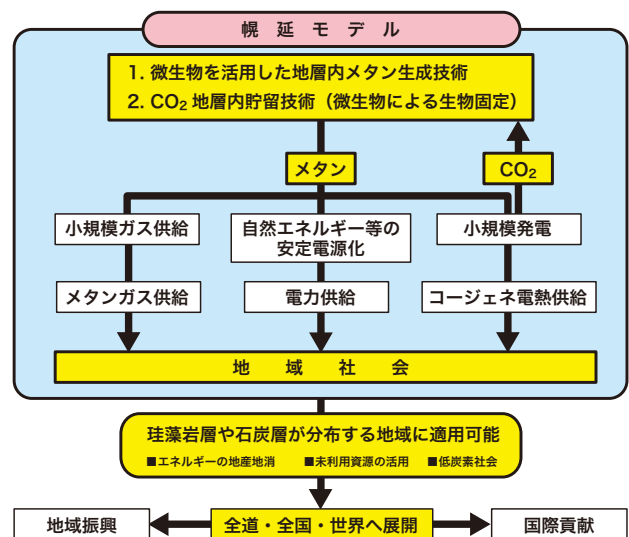 幌延モデル
1. 微生物を活用した地層内メタン生成技術
2. CO₂ 地層内貯留技術（微生物による生物固定）
メタン
CO₂
小規模ガス供給
自然エネルギー等の
安定電源化
小規模発電
メタンガス供給
電力供給
コージェネ電熱供給
地域社会
珪藻岩層や石炭層が分布する地域に適用可能
■エネルギーの地産地消 ■未利用資源の活用 ■低炭素社会
地域振興
全道・全国・世界へ展開
国際貢献